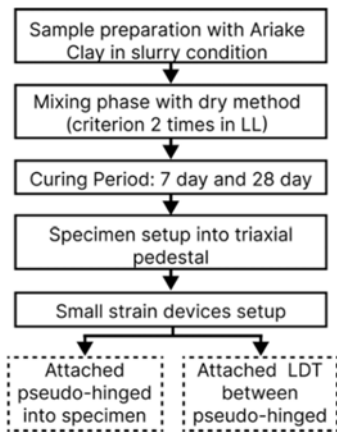 Sample preparation with Ariake
Clay in slurry condition
Mixing phase with dry method
(criterion 2 times in LL)
Curing Period: 7 day and 28 day
Specimen setup into triaxial
pedestal
Small strain devices setup
Attached
pseudo-hinged
into specimen
Attached LDT
between
pseudo-hinged